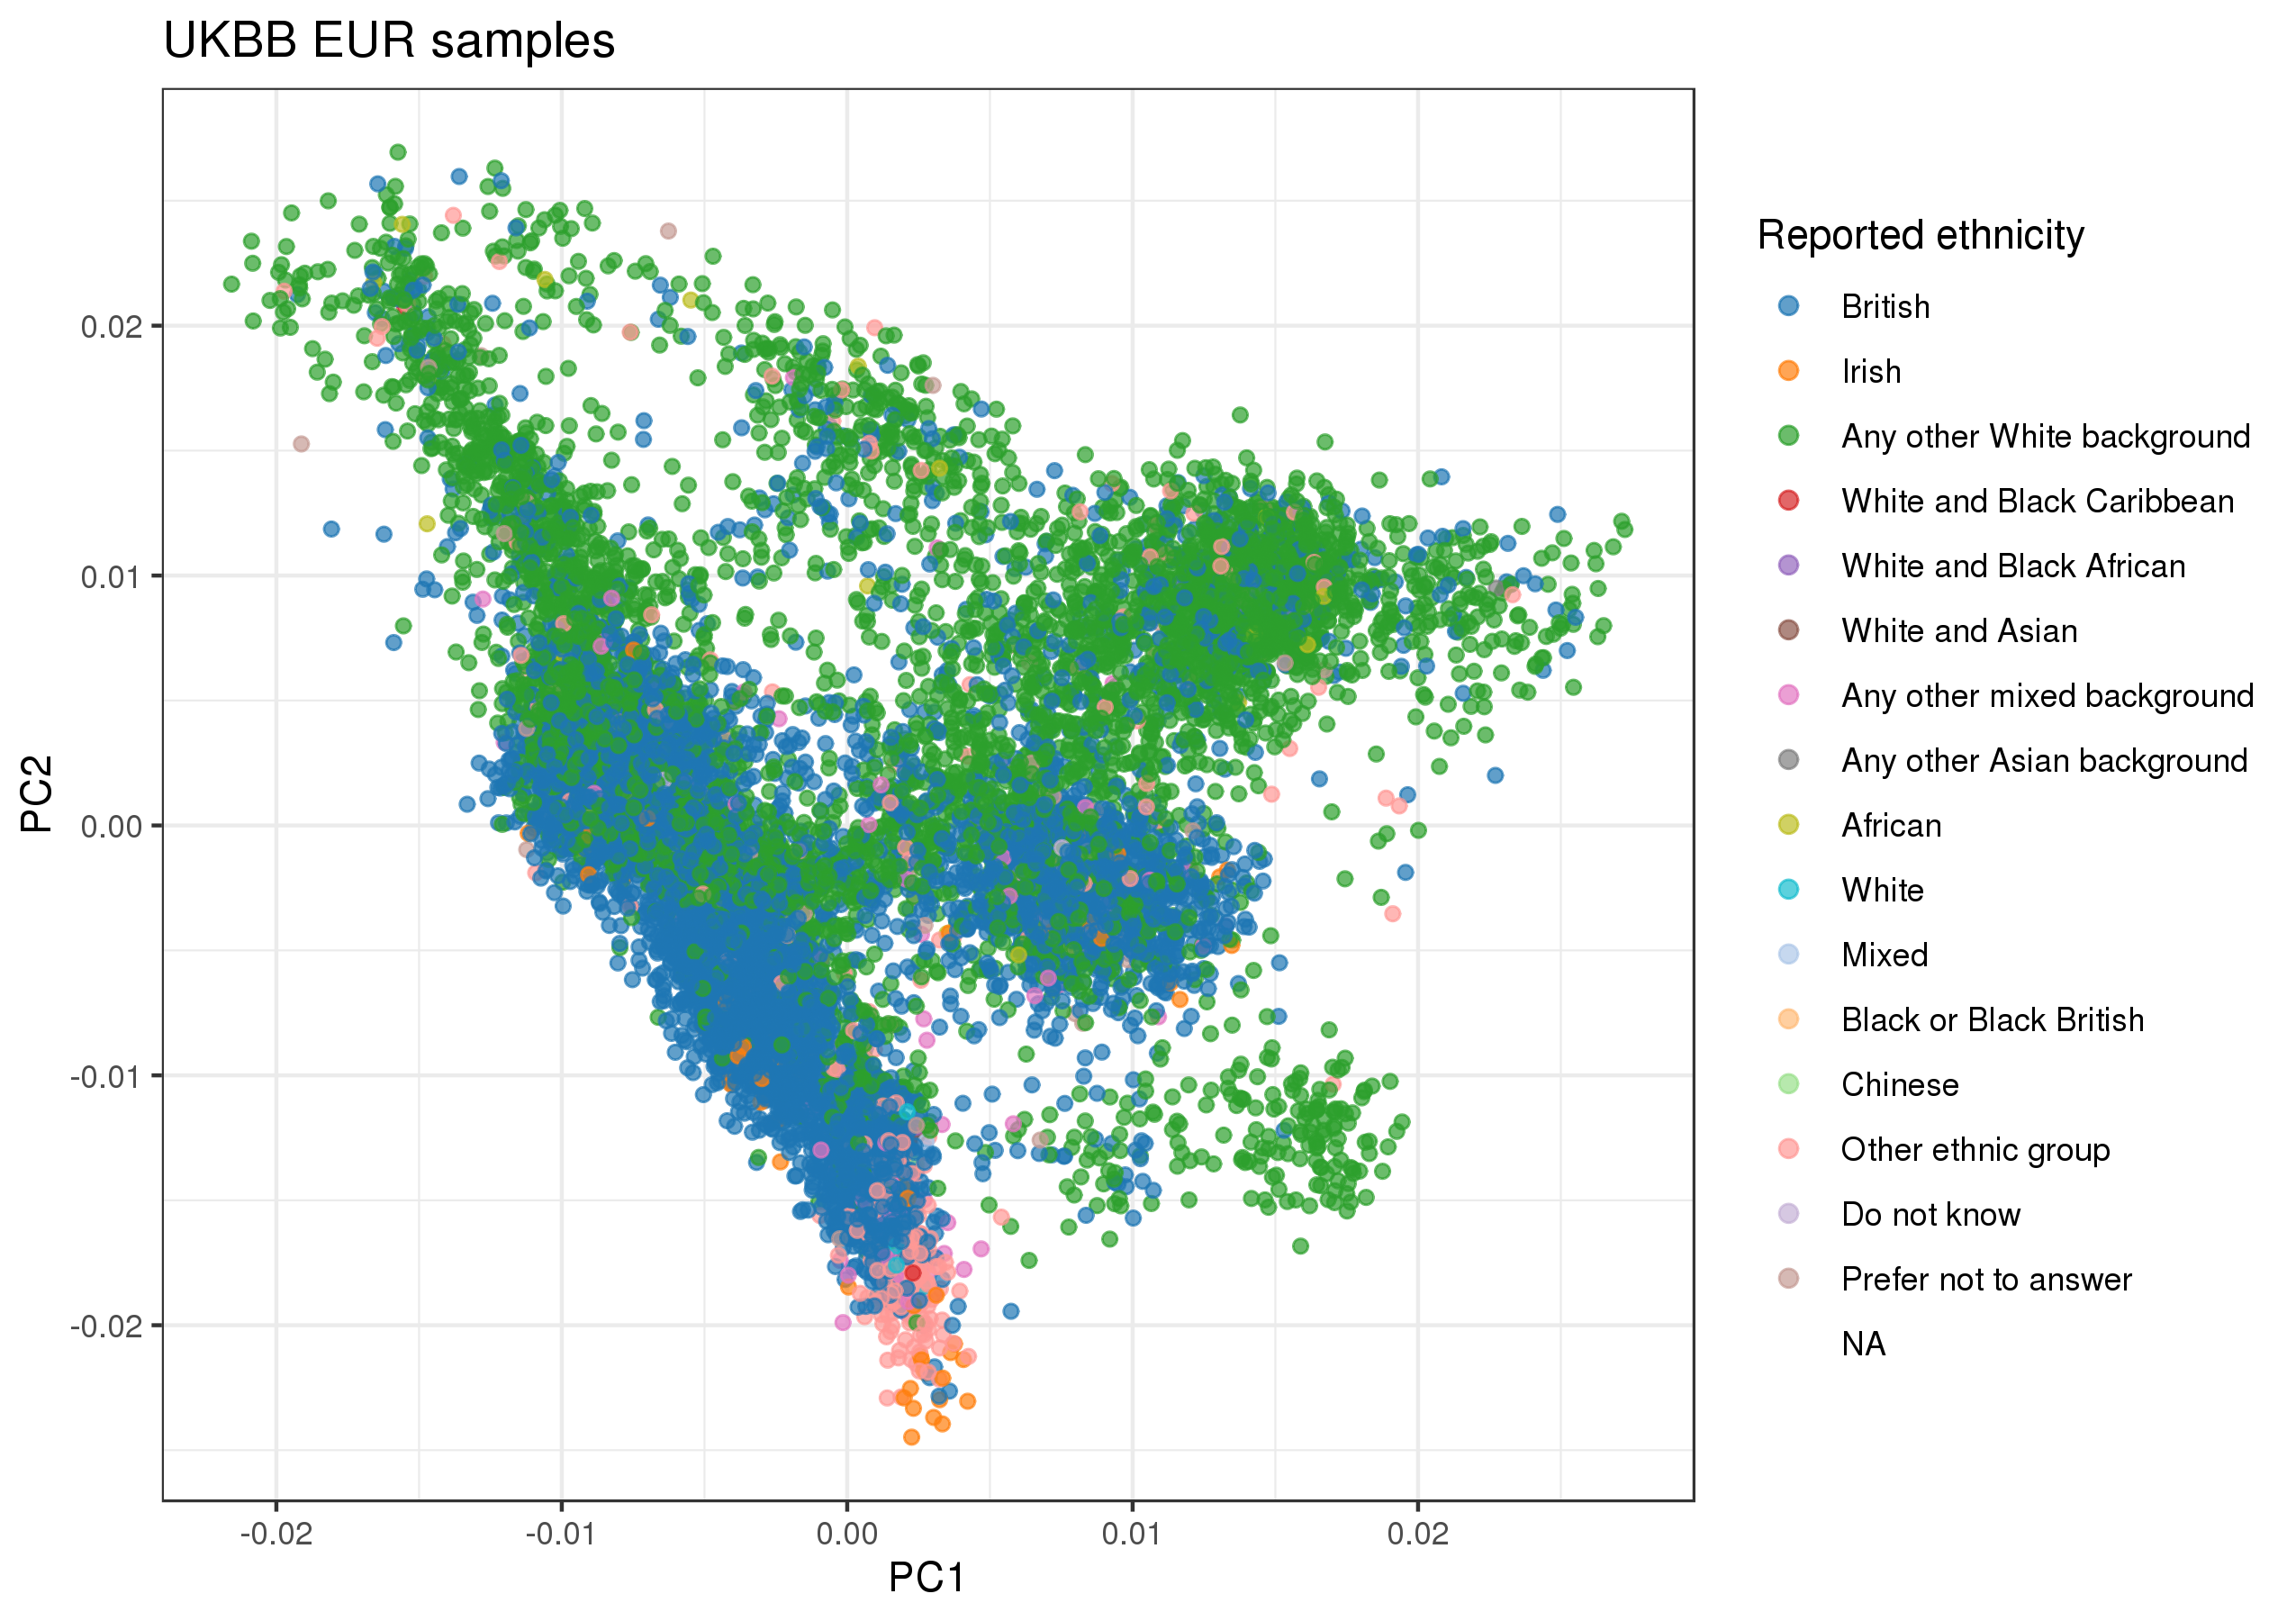 UKBB EUR samples
PC2
0.02
0.01
0.00
-0.01
-0.02
-0.02
-0.01
0.00
0.01
0.02
PC1
Reported ethnicity
British
Irish
Any other White background
White and Black Caribbean
White and Black African
White and Asian
Any other mixed background
Any other Asian background
African
White
Mixed
Black or Black British
Chinese
Other ethnic group
Do not know
Prefer not to answer
NA